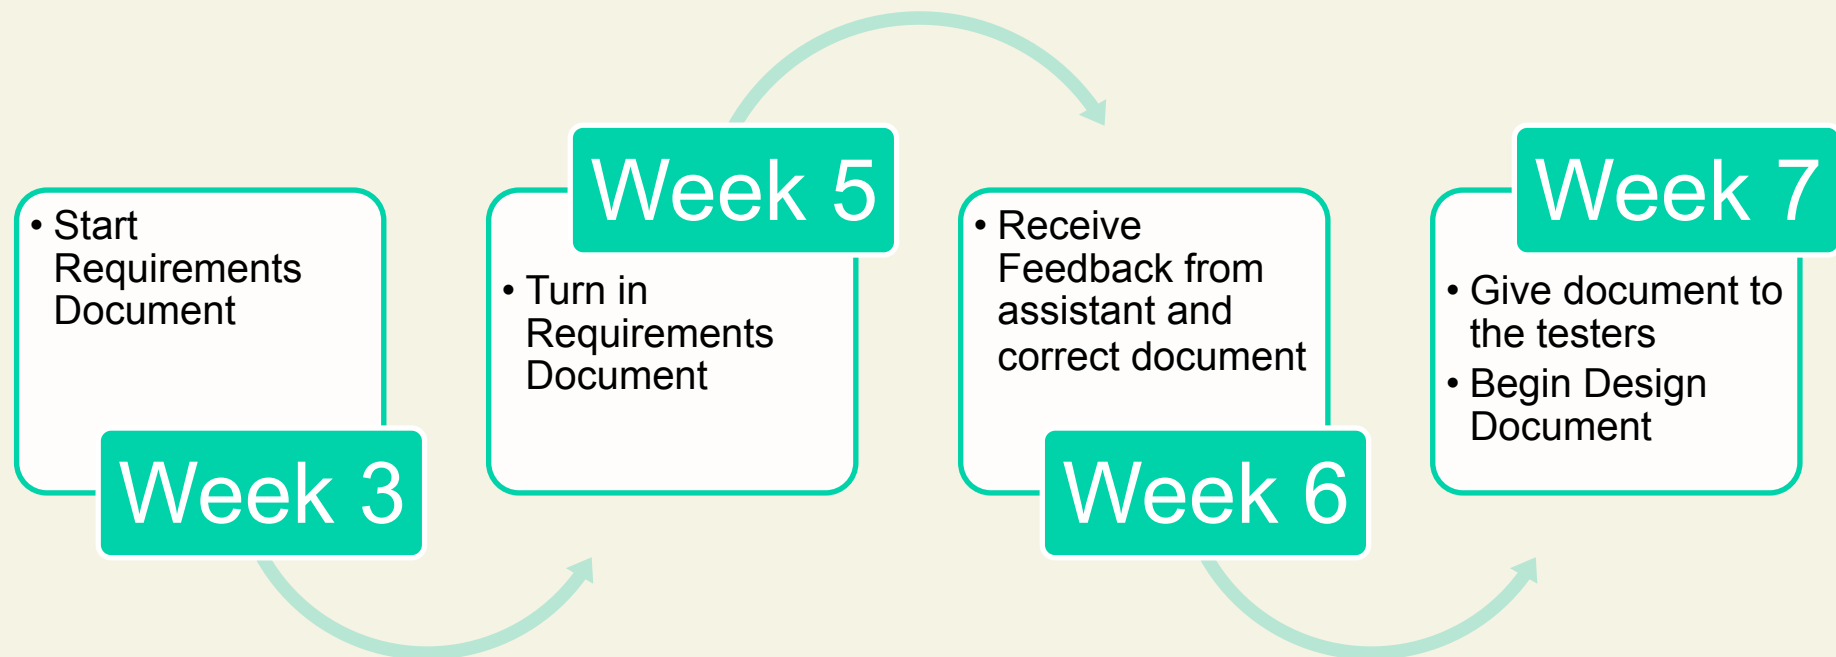 • Start
Requirements
Document
Week 3
Week 5
• Turn in
Requirements
Document
• Receive
Feedback from
assistant and
correct document
Week 6
Week 7
• Give document to
the testers
• Begin Design
Document